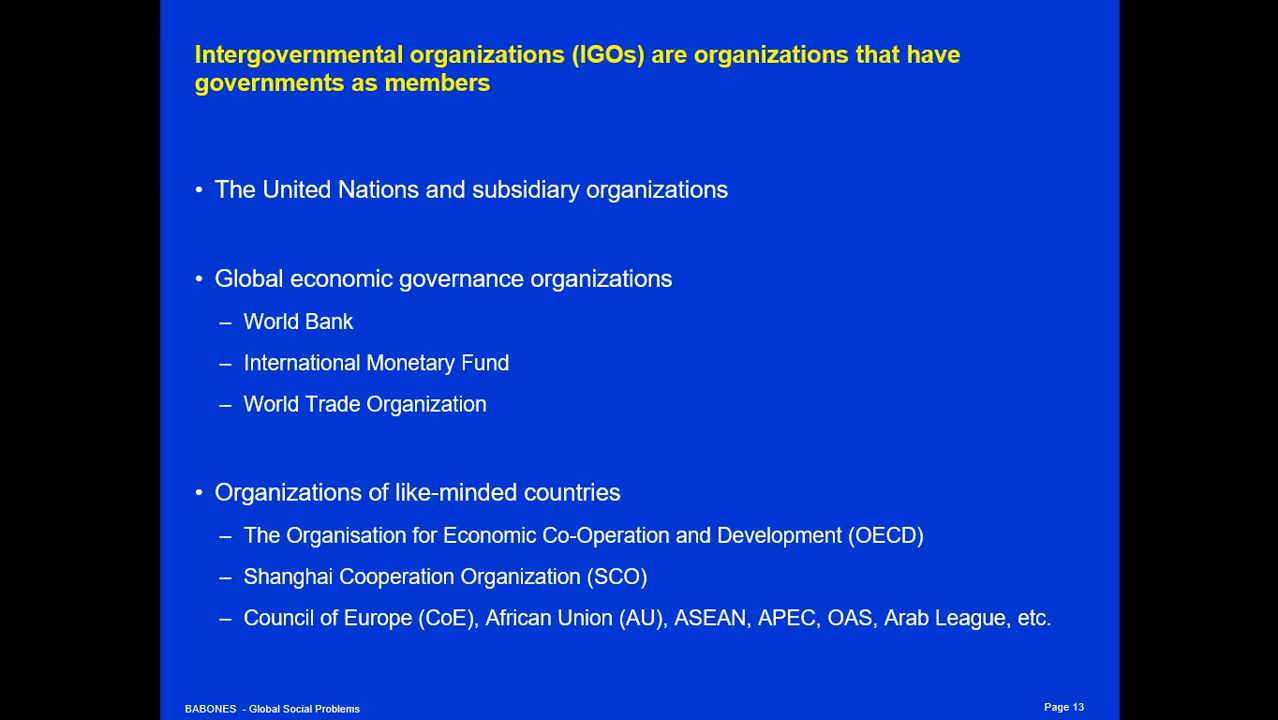 Intergovernmental organizations (IGOs) are organizations that have
governments as members
• The United Nations and subsidiary organizations
• Global economic governance organizations
– World Bank
– International Monetary Fund
– World Trade Organization
• Organizations of like-minded countries
– The Organisation for Economic Co-Operation and Development (OECD)
– Shanghai Cooperation Organization (SCO)
– Council of Europe (CoE), African Union (AU), ASEAN, APEC, OAS, Arab League, etc.
BABONES - Global Social Problems
Page 13